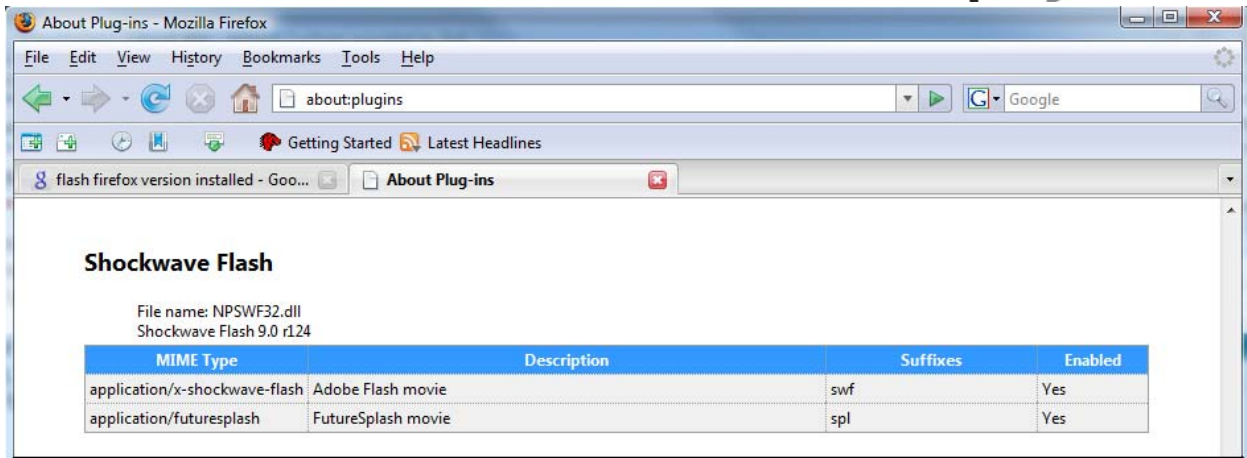 About Plug-ins - Mozilla Firefox
File Edit View History Bookmarks Tools Help
about:plugins G Google
Getting Started Latest Headlines
g flash firefox version installed - Goo... About Plug-ins
Shockwave Flash
File name: NPSWF32.dll
Shockwave Flash 9.0 r124
MIME Type Description Suffixes Enabled
application/x-shockwave-flash Adobe Flash movie swf Yes
application/futuresplash FutureSplash movie spl Yes